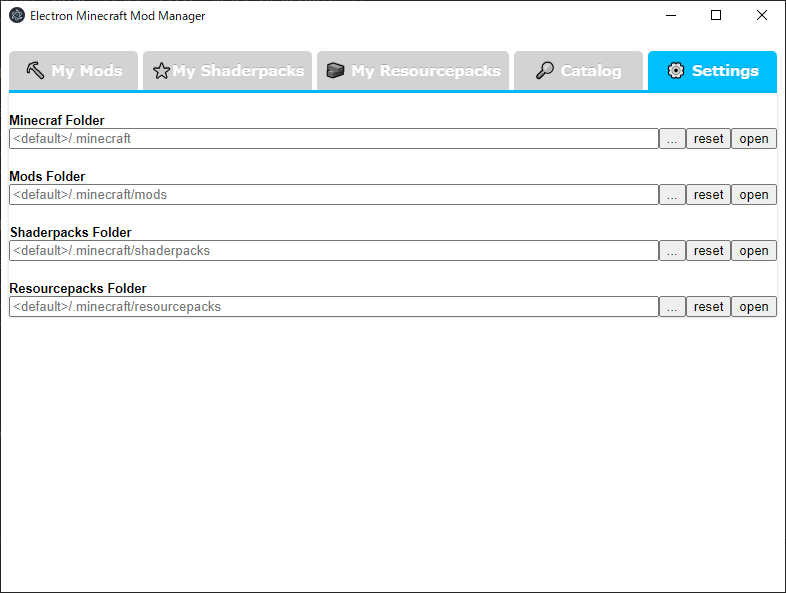 Electron Minecraft Mod Manager
My Mods My Shaderpacks My Resourcepacks Catalog Settings
Minecraf Folder
<default>/.minecraft ... reset open
Mods Folder
<default>/.minecraft/mods ... reset open
Shaderpacks Folder
<default>/.minecraft/shaderpacks ... reset open
Resourcepacks Folder
<default>/.minecraft/resourcepacks ... reset open